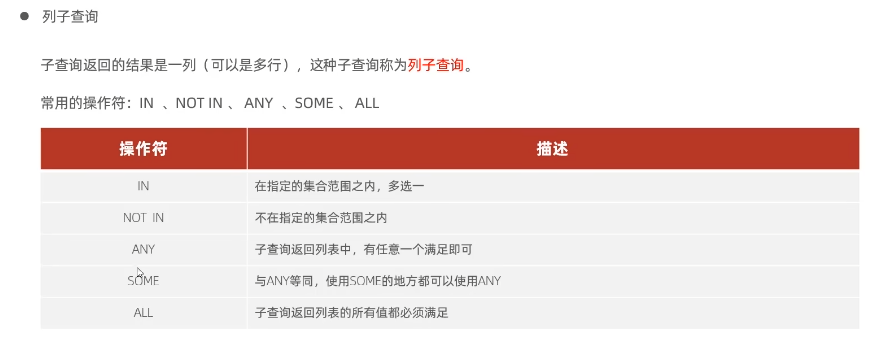 列子查询
子查询返回的结果是一列（可以是多行），这种子查询称为列子查询。
常用的操作符：IN 、NOT IN 、 ANY 、SOME 、 ALL
操作符 描述
IN 在指定的集合范围之内，多选一
NOT IN 不在指定的集合范围之内
ANY 子查询返回列表中，有任意一个满足即可
SOME 与ANY等同，使用SOME的地方都可以使用ANY
ALL 子查询返回列表的所有值都必须满足